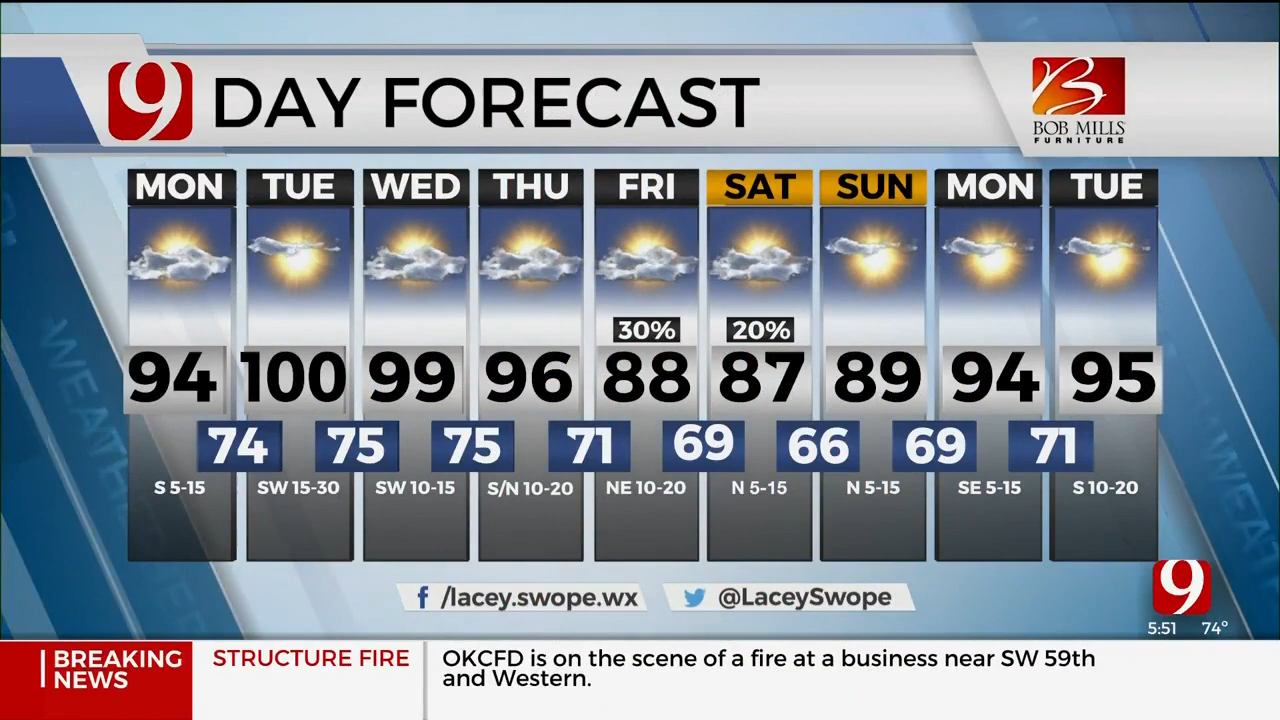 9 DAY FORECAST
BOB MILLS
FURNITURE
MON TUE WED THU FRI SAT SUN MON TUE
30% 20%
94 100 99 96 88 87 89 94 95
74 75 75 71 69 66 69 71
S 5-15 SW 15-30 SW 10-15 S/N 10-20 NE 10-20 N 5-15 N 5-15 SE 5-15 S 10-20
f /lacey.swope.wx @LaceySwope
9
5:51 74°
BREAKING NEWS
STRUCTURE FIRE
OKCFD is on the scene of a fire at a business near SW 59th
and Western.